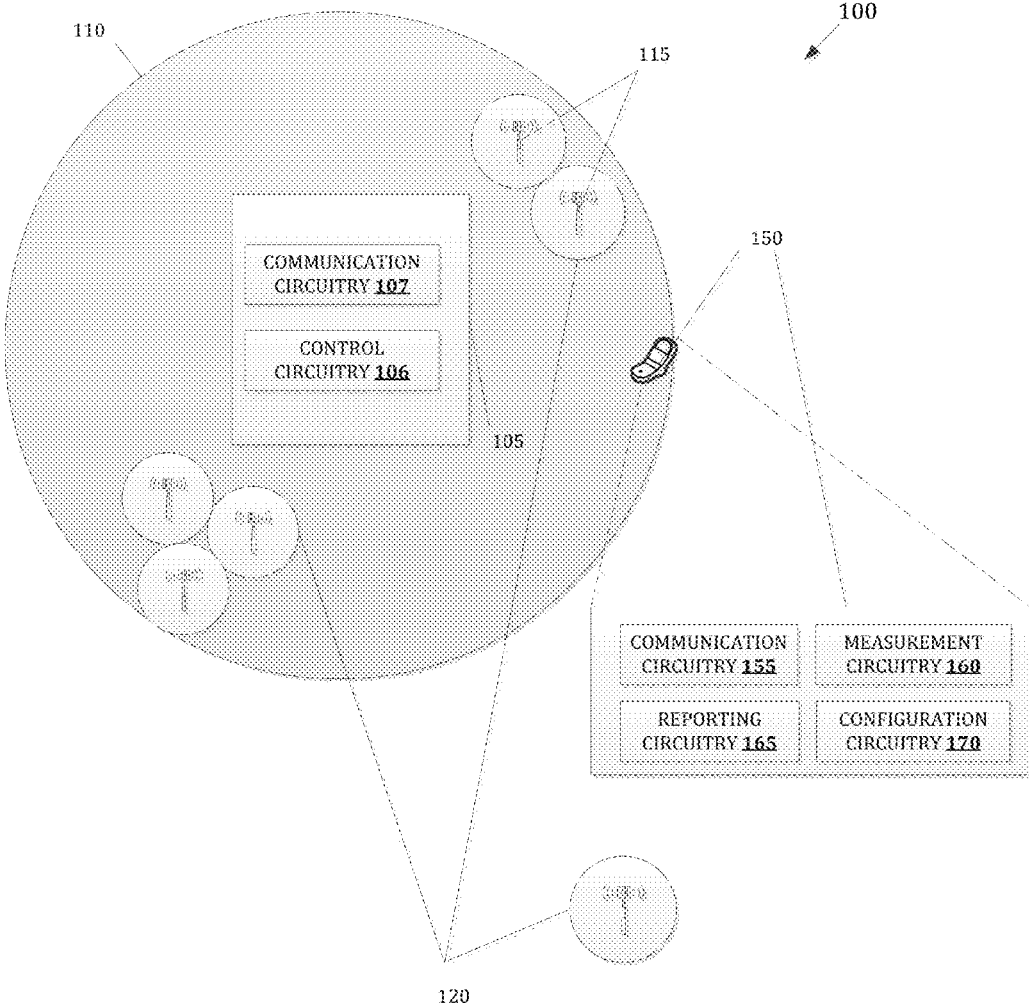 100
110
115
150
COMMUNICATION
CIRCUITRY 107
CONTROL
CIRCUITRY 106
105
COMMUNICATION
CIRCUITRY 155
MEASUREMENT
CIRCUITRY 160
REPORTING
CIRCUITRY 165
CONFIGURATION
CIRCUITRY 170
120